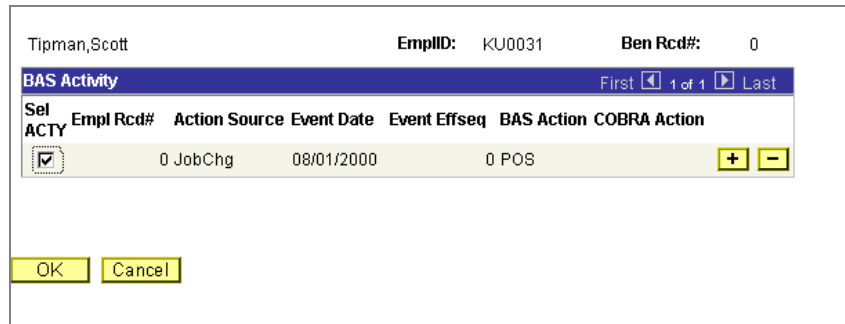 Tipman,Scott EmplID: KU0031 Ben Rcd#: 0
BAS Activity First 1 of 1 Last
Sel ACTY Empl Rcd# Action Source Event Date Event Effseq BAS Action COBRA Action
0 JobChg 08/01/2000 0 POS + -
OK Cancel